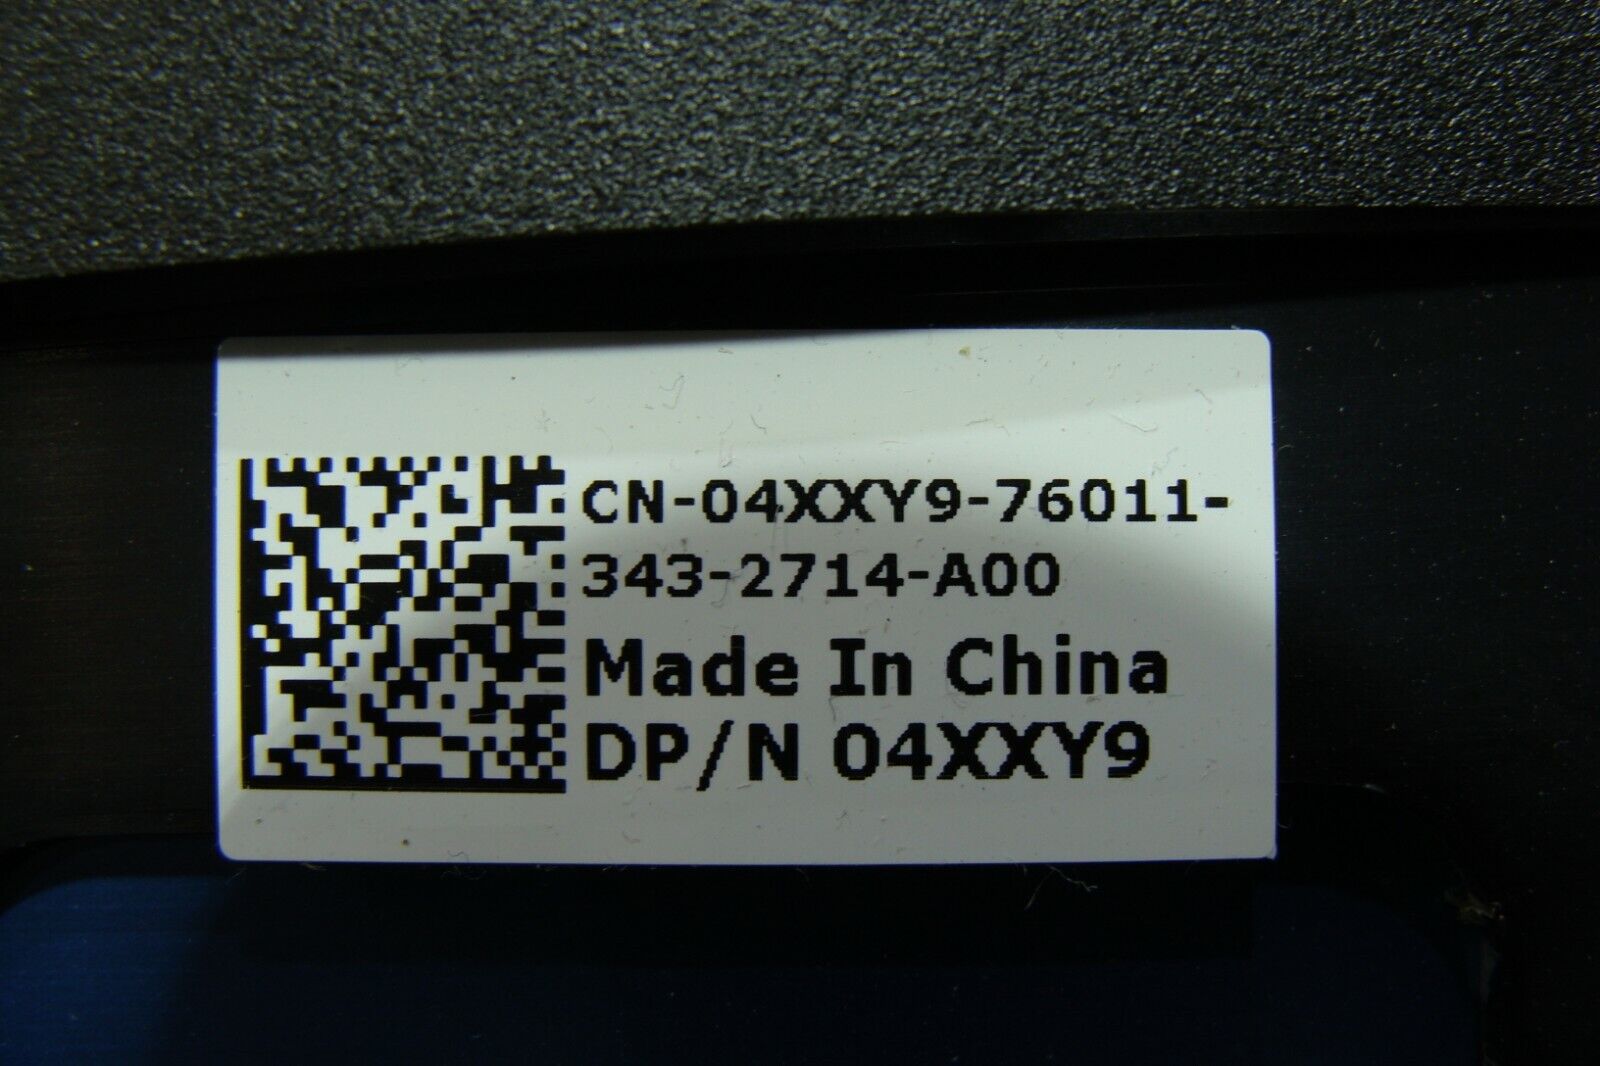 CN-04XXY9-76011-
343-2714-A00
Made In China
DP/N 04XXY9